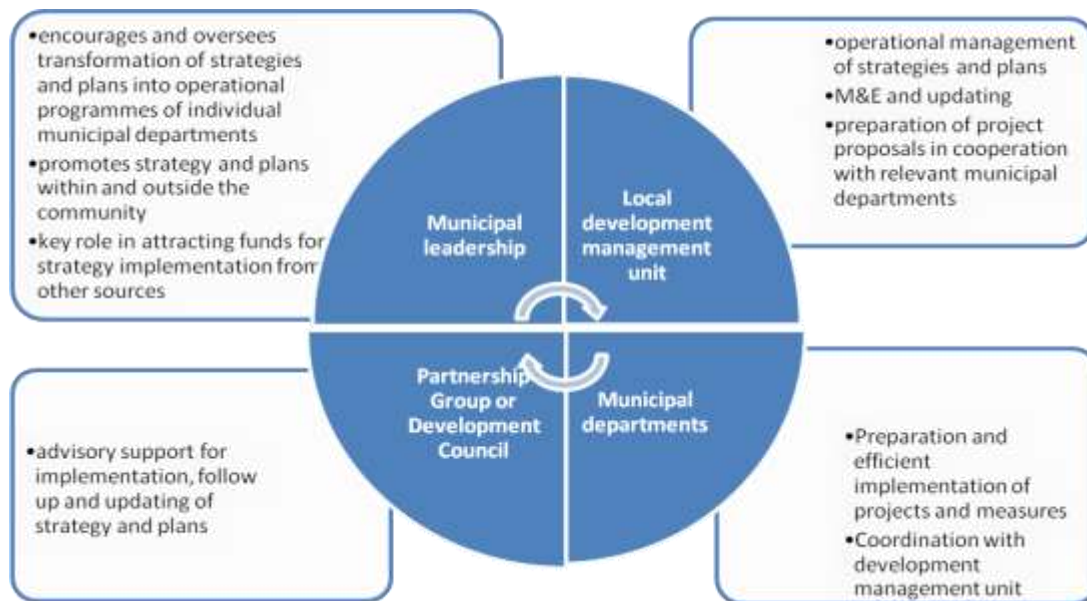 •encourages and oversees
transformation of strategies
and plans into operational
programmes of individual
municipal departments
•promotes strategy and plans
within and outside the
community
•key role in attracting funds for
strategy implementation from
other sources
•operational management
of strategies and plans
•M&E and updating
•preparation of project
proposals in cooperation
with relevant municipal
departments
Municipal
leadership
Local
development
management
unit
Partnership
Group or
Development
Council
Municipal
departments
•advisory support for
implementation, follow
up and updating of
strategy and plans
•Preparation and
efficient
implementation of
projects and measures
•Coordination with
development
management unit